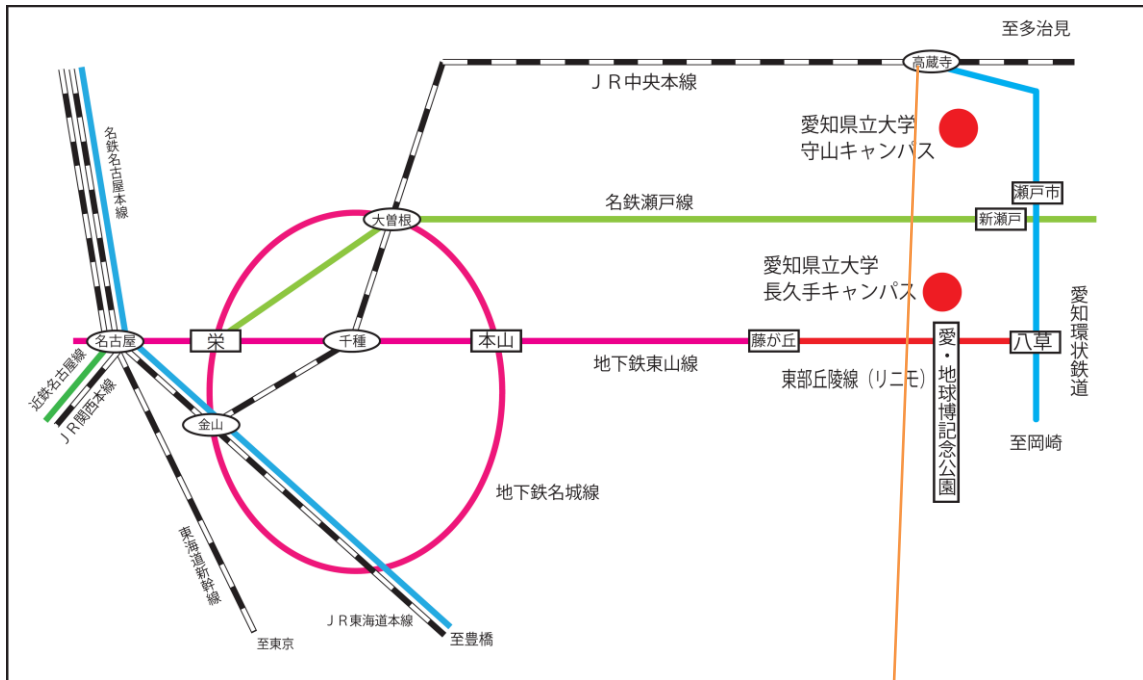 至多治見
高蔵寺
ＪＲ中央本線
愛知県立大学
守山キャンパス
名鉄名古屋本線
瀬戸市
名鉄瀬戸線
大曽根
新瀬戸
愛知県立大学
長久手キャンパス
愛知環状鉄道
名古屋
栄
千種
本山
藤が丘
愛・地球博記念公園
八草
地下鉄東山線
東部丘陵線（リニモ）
近鉄名古屋線
ＪＲ関西本線
金山
至岡崎
地下鉄名城線
東海道新幹線
ＪＲ東海道本線
至東京
至豊橋